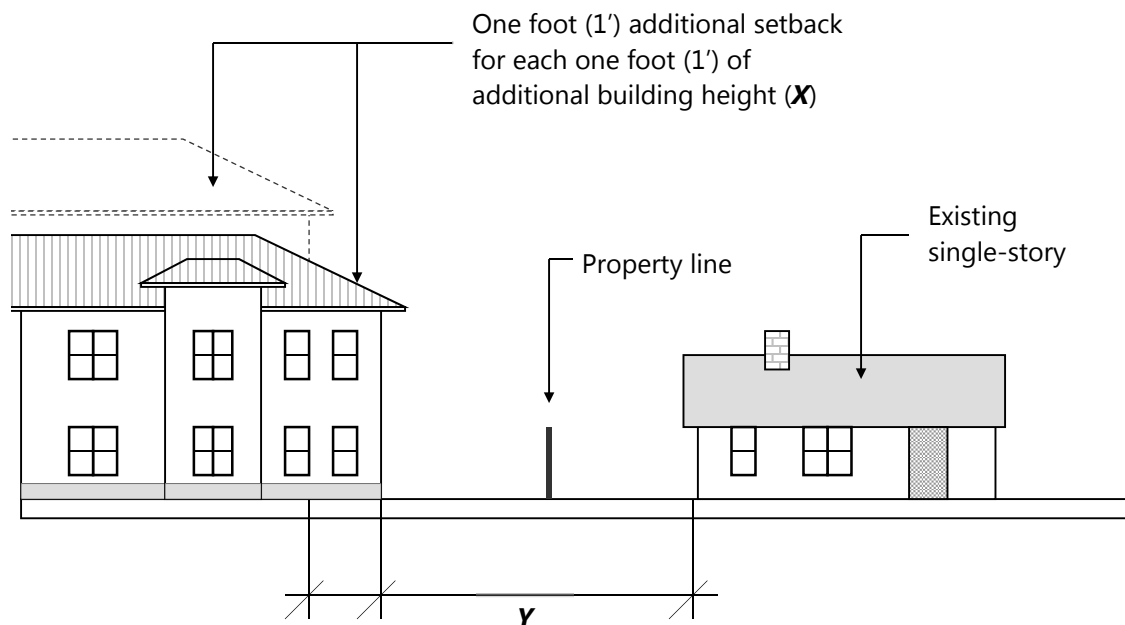 One foot (1′) additional setback
for each one foot (1′) of
additional building height (X)
Existing
single-story
Property line
Y